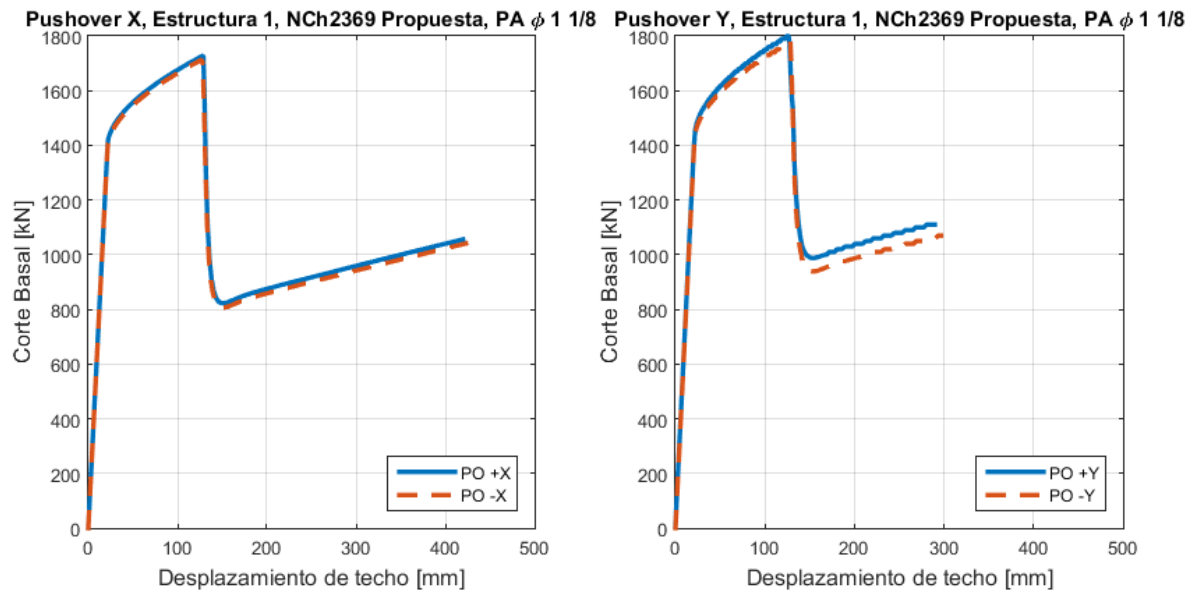 Pushover X, Estructura 1, NCh2369 Propuesta, PA ϕ 1 1/8
1800
1600
1400
1200
1000
800
600
400
200
0
Corte Basal [kN]
0 100 200 300 400 500
Desplazamiento de techo [mm]
PO +X
PO -X
Pushover Y, Estructura 1, NCh2369 Propuesta, PA ϕ 1 1/8
1800
1600
1400
1200
1000
800
600
400
200
0
Corte Basal [kN]
0 100 200 300 400 500
Desplazamiento de techo [mm]
PO +Y
PO -Y